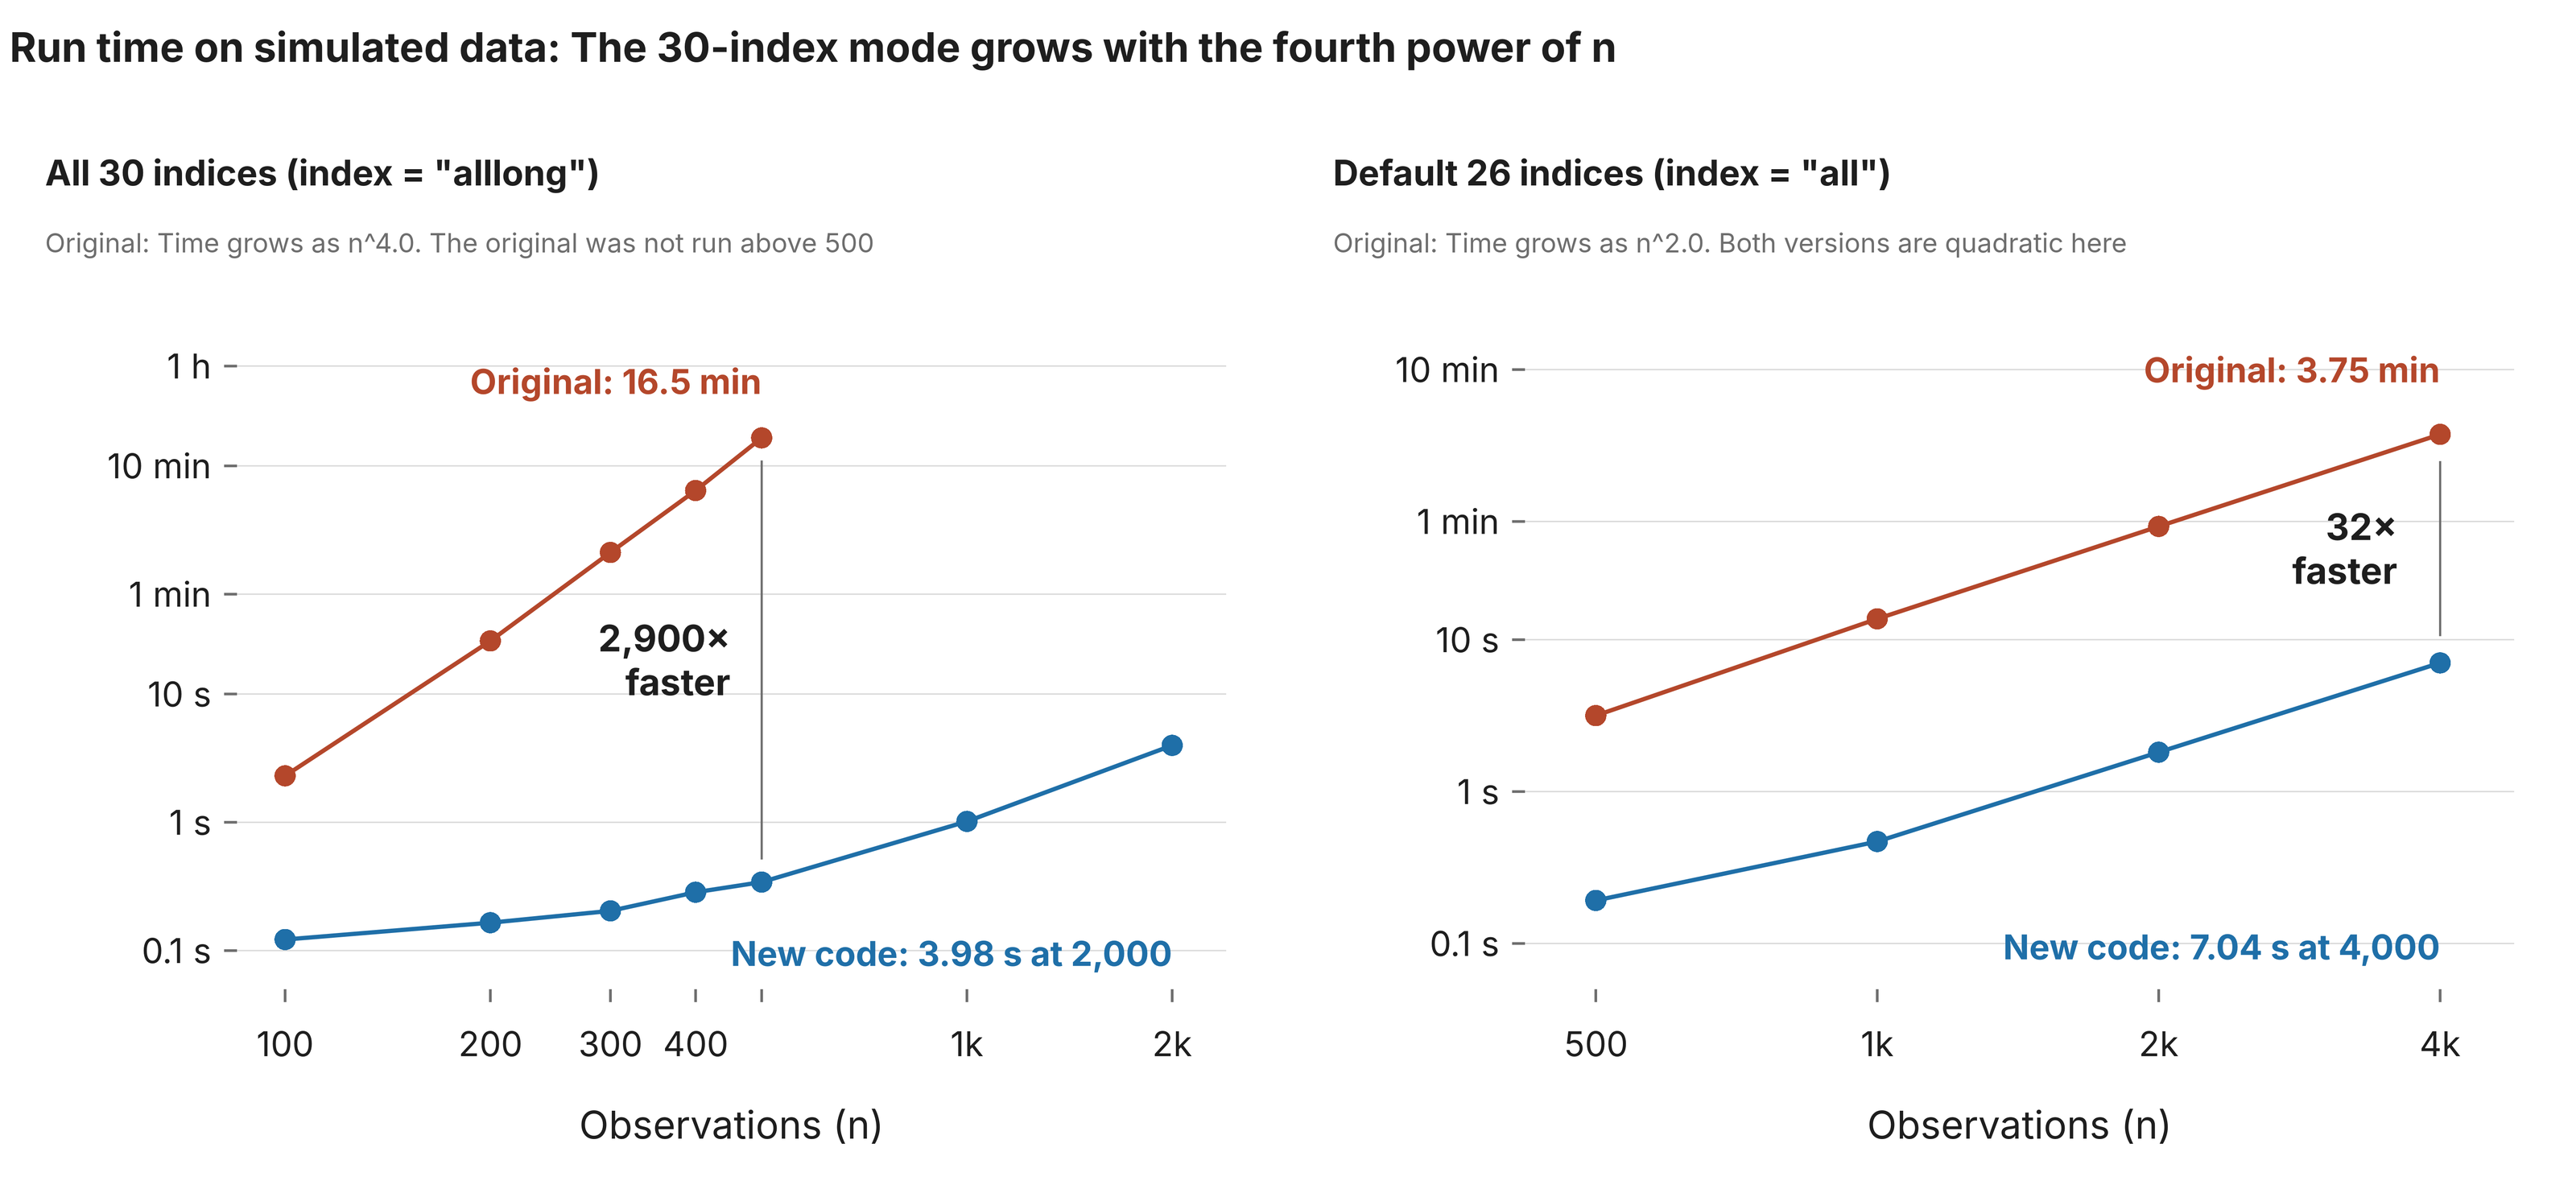 Run time on simulated data: The 30-index mode grows with the fourth power of n
All 30 indices (index = "alllong")
Original: Time grows as n^4.0. The original was not run above 500
1 h
10 min
1 min
10 s
1 s
0.1 s
Original: 16.5 min
2,900×
faster
New code: 3.98 s at 2,000
100 200 300 400 1k 2k
Observations (n)
Default 26 indices (index = "all")
Original: Time grows as n^2.0. Both versions are quadratic here
10 min
1 min
10 s
1 s
0.1 s
Original: 3.75 min
32×
faster
New code: 7.04 s at 4,000
500 1k 2k 4k
Observations (n)